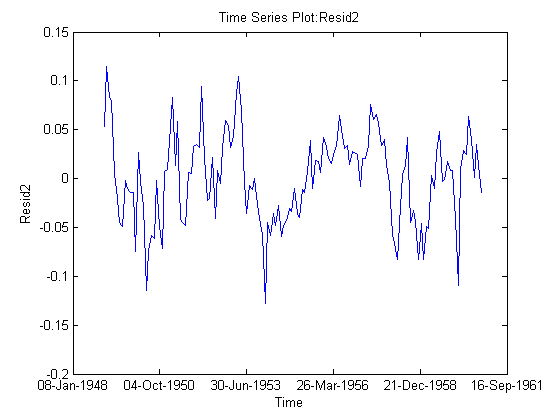 Time Series Plot:Resid2
0.15
0.1
0.05
0
-0.05
-0.1
-0.15
-0.2
Resid2
08-Jan-1948 04-Oct-1950 30-Jun-1953 26-Mar-1956 21-Dec-1958 16-Sep-1961
Time